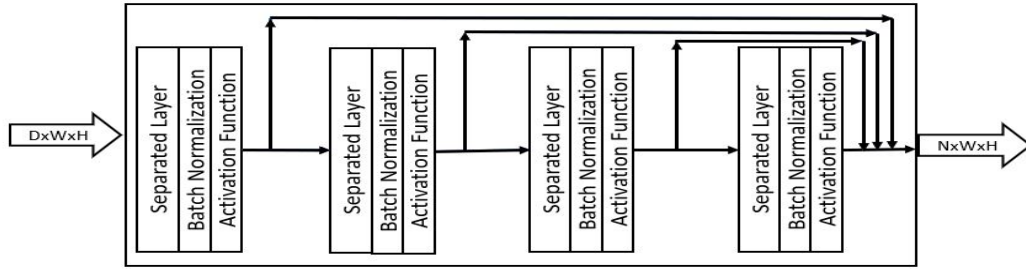 DxWxH
Separated Layer
Batch Normalization
Activation Function
Separated Layer
Batch Normalization
Activation Function
Separated Layer
Batch Normalization
Activation Function
Separated Layer
Batch Normalization
Activation Function
NxWxH